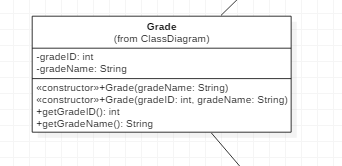 Grade
(from ClassDiagram)
-gradeID: int
-gradeName: String
«constructor»+Grade(gradeName: String)
«constructor»+Grade(gradeID: int, gradeName: String)
+getGradeID(): int
+getGradeName(): String